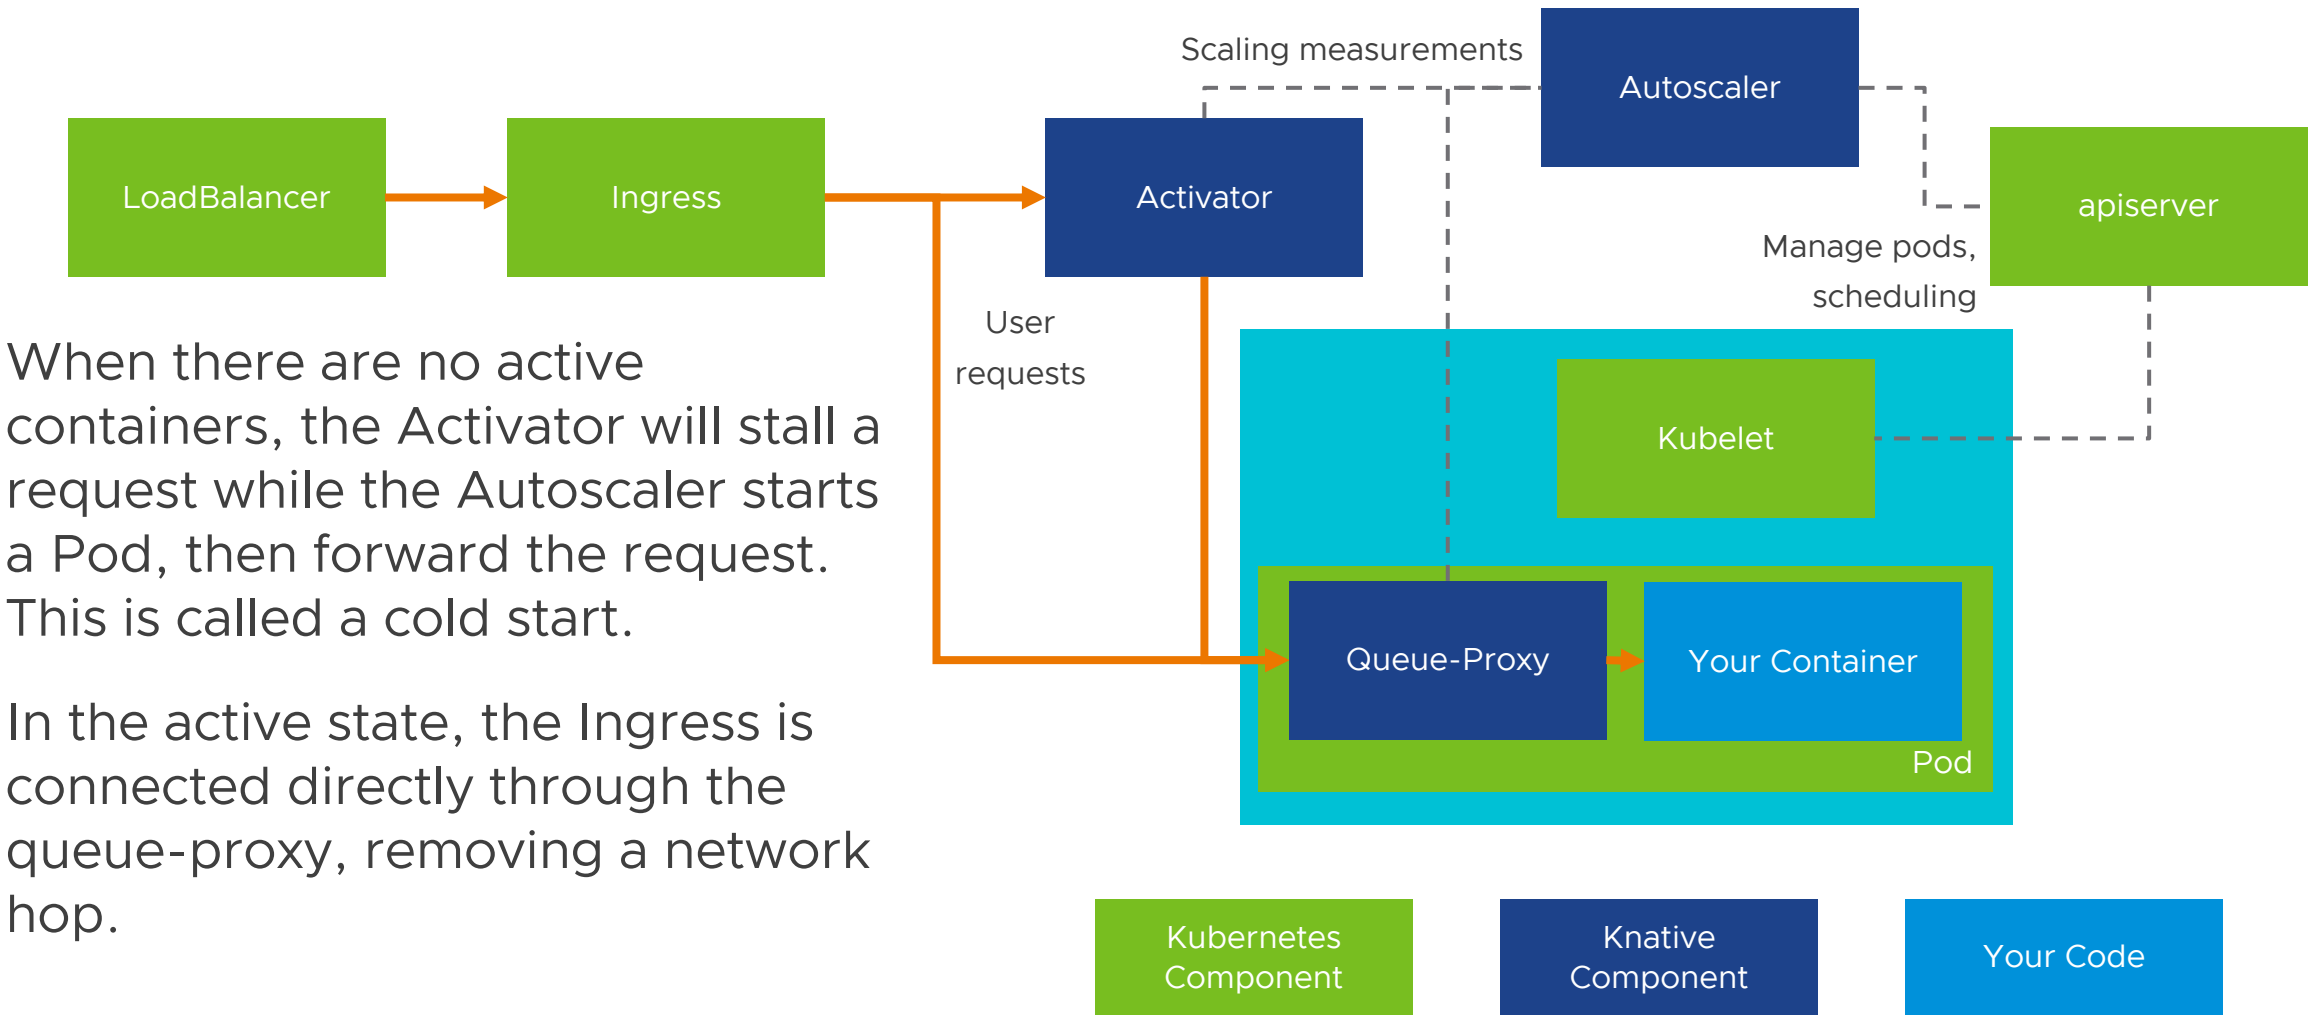 Scaling measurements
Autoscaler
LoadBalancer
Ingress
Activator
apiserver
Manage pods,
scheduling
User
requests
When there are no active
containers, the Activator will stall a
request while the Autoscaler starts
a Pod, then forward the request.
This is called a cold start.
In the active state, the Ingress is
connected directly through the
queue-proxy, removing a network
hop.
Kubelet
Queue-Proxy
Your Container
Pod
Kubernetes
Component
Knative
Component
Your Code